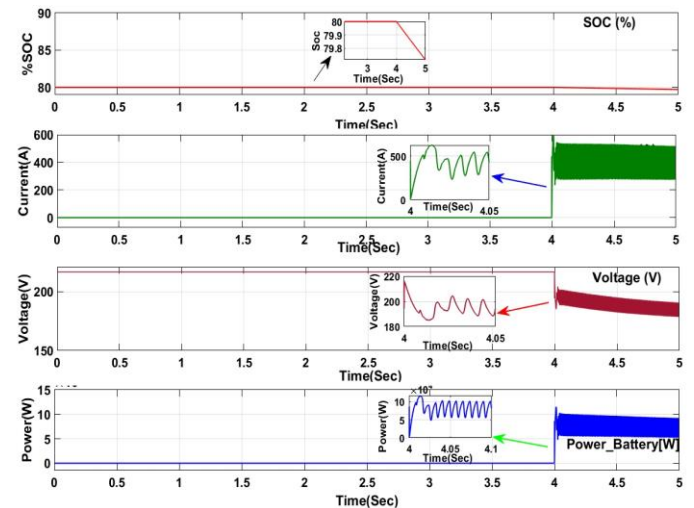 90
85
80
%SOC
SOC (%)
80
79.9
79.8
Soc
3 4 5
Time(Sec)
0 0.5 1 1.5 2 2.5 3 3.5 4 4.5 5
Time(Sec)
600
400
200
0
Current(A)
500
0
Current(A)
4 4.05
Time(Sec)
0 0.5 1 1.5 2 2.5 3 3.5 4 4.5 5
Time(Sec)
200
150
Voltage(V)
Voltage (V)
220
200
180
160
Voltage(V)
4 4.05
Time(Sec)
0 0.5 1 1.5 2 2.5 3 3.5 4 4.5 5
Time(Sec)
15
10
5
0
Power(W)
10
5
0
Power(W)
4 4.05 4.1
Time(Sec)
Power_Battery[W]
0 0.5 1 1.5 2 2.5 3 3.5 4 4.5 5
Time(Sec)